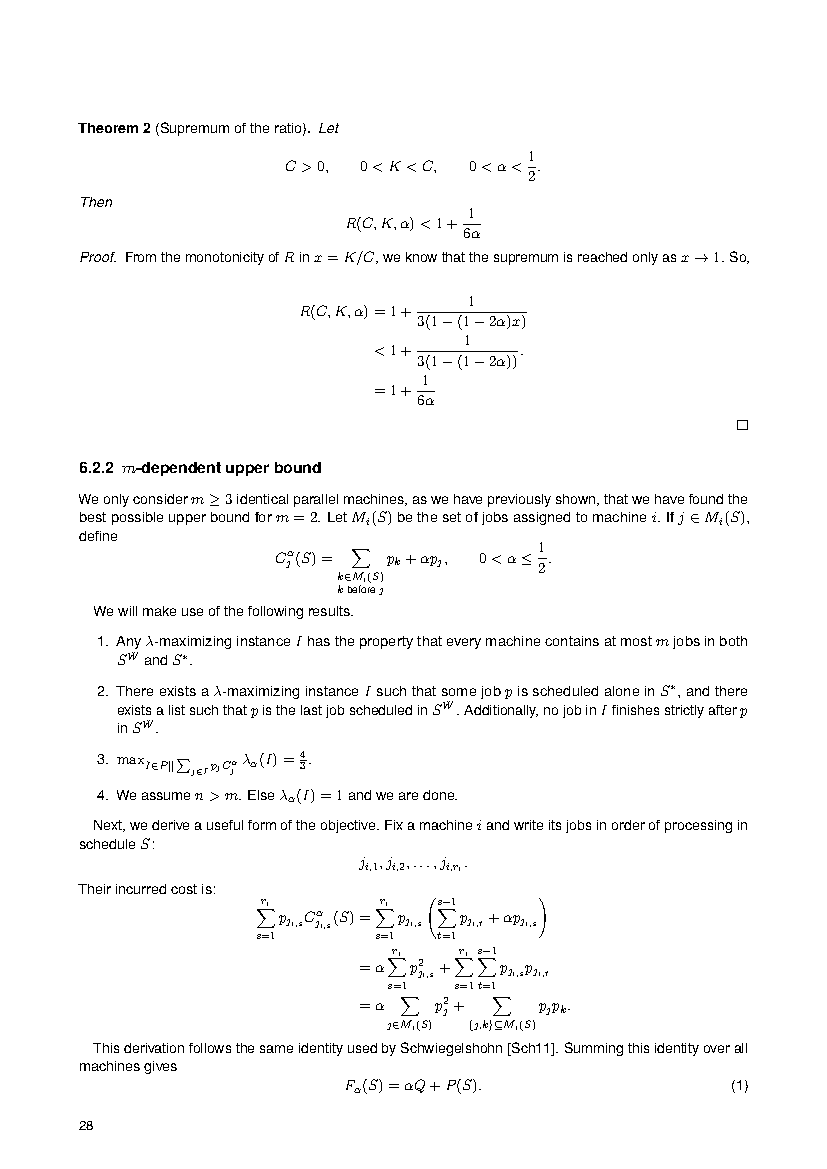 Theorem 2 (Supremum of the ratio). Let
C > 0, 0 < K < C, 0 < α < 1/2.
Then
R(C, K, α) < 1 + 1/(6α)
Proof. From the monotonicity of R in x = K/C, we know that the supremum is reached only as x → 1. So,
R(C, K, α) = 1 + 1/(3(1 − (1 − 2α)x))
< 1 + 1/(3(1 − (1 − 2α))).
= 1 + 1/(6α)
□
6.2.2 m-dependent upper bound
We only consider m ≥ 3 identical parallel machines, as we have previously shown, that we have found the
best possible upper bound for m = 2. Let M_i(S) be the set of jobs assigned to machine i. If j ∈ M_i(S),
define
C_j^α(S) = ∑_{k∈M_i(S) k before j} p_k + αp_j, 0 < α ≤ 1/2.
We will make use of the following results.
1. Any λ-maximizing instance I has the property that every machine contains at most m jobs in both
S^W and S*.
2. There exists a λ-maximizing instance I such that some job p is scheduled alone in S*, and there
exists a list such that p is the last job scheduled in S^W. Additionally, no job in I finishes strictly after p
in S^W.
3. max_{I∈P||∑_{j∈I} p_j C_j^α} λ_α(I) = 4/3.
4. We assume n > m. Else λ_α(I) = 1 and we are done.
Next, we derive a useful form of the objective. Fix a machine i and write its jobs in order of processing in
schedule S:
j_{i,1}, j_{i,2}, . . . , j_{i,r_i}.
Their incurred cost is:
∑_{s=1}^{r_i} p_{j_{i,s}} C^α_{j_{i,s}}(S) = ∑_{s=1}^{r_i} p_{j_{i,s}} (∑_{t=1}^{s−1} p_{j_{i,t}} + αp_{j_{i,s}})
= α ∑_{s=1}^{r_i} p²_{j_{i,s}} + ∑_{s=1}^{r_i} ∑_{t=1}^{s−1} p_{j_{i,s}} p_{j_{i,t}}
= α ∑_{j∈M_i(S)} p_j² + ∑_{{j,k}⊆M_i(S)} p_j p_k.
This derivation follows the same identity used by Schwiegelshohn [Sch11]. Summing this identity over all
machines gives
F_α(S) = αQ + P(S). (1)
28